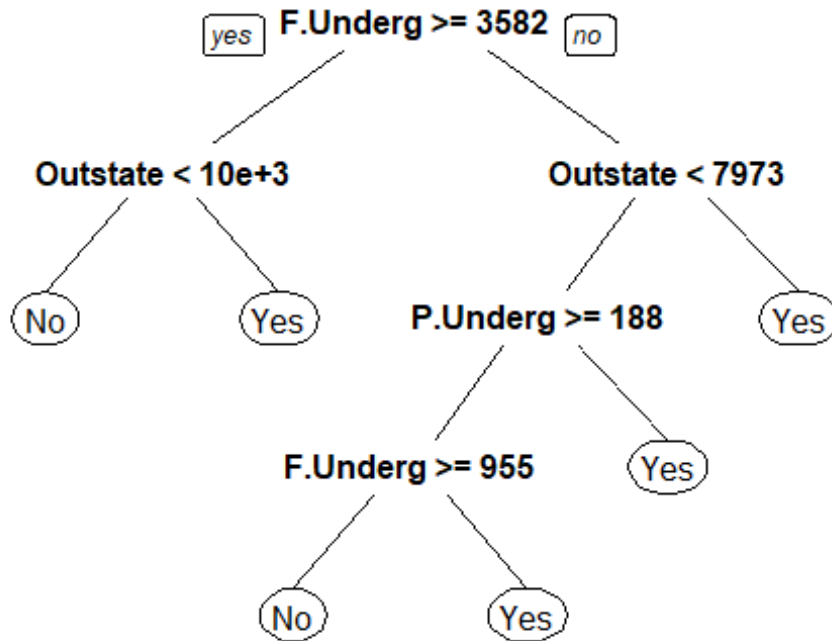 yes F.Underg >= 3582 no
Outstate < 10e+3 Outstate < 7973
No Yes P.Underg >= 188 Yes
F.Underg >= 955 Yes
No Yes